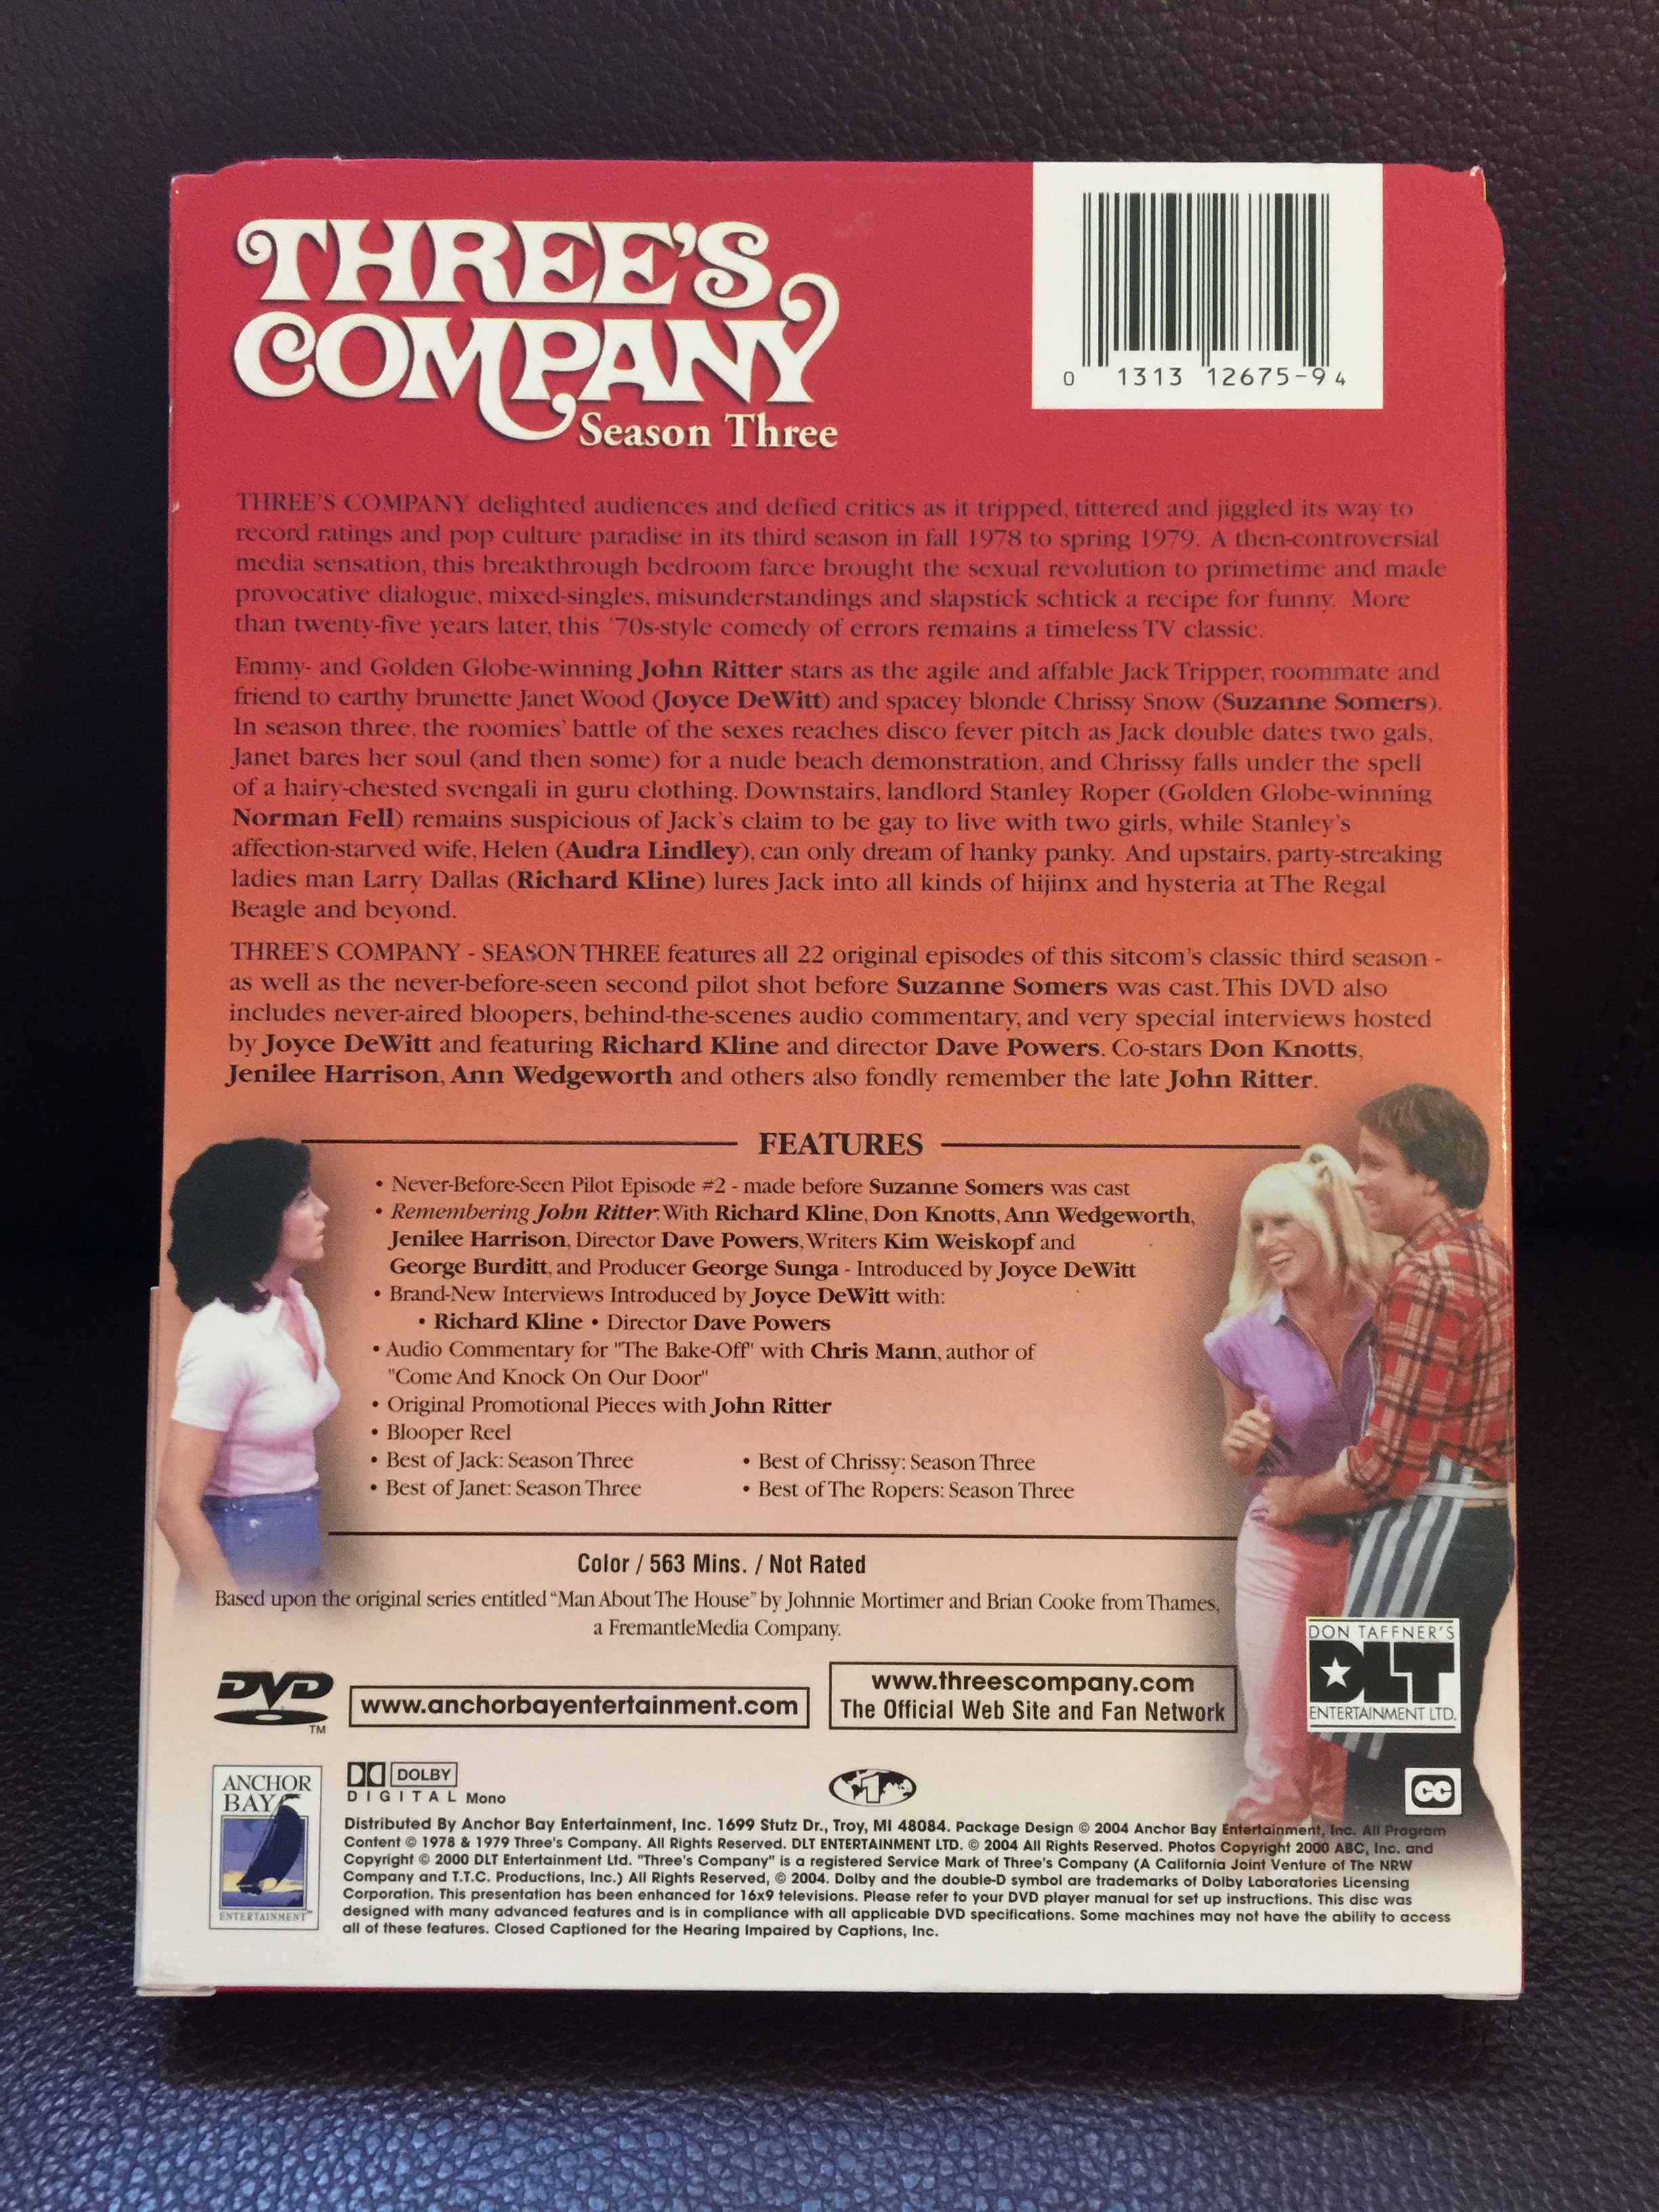 THREE'S
COMPANY
Season Three
0 1313 12675-9 4
THREE'S COMPANY delighted audiences and defied critics as it tripped, tittered and jiggled its way to
record ratings and pop culture paradise in its third season in fall 1978 to spring 1979. A then-controversial
media sensation, this breakthrough bedroom farce brought the sexual revolution to primetime and made
provocative dialogue, mixed-singles, misunderstandings and slapstick schtick a recipe for funny. More
than twenty-five years later, this '70s-style comedy of errors remains a timeless TV classic.
Emmy- and Golden Globe-winning John Ritter stars as the agile and affable Jack Tripper, roommate and
friend to earthy brunette Janet Wood (Joyce DeWitt) and spacey blonde Chrissy Snow (Suzanne Somers).
In season three, the roomies' battle of the sexes reaches disco fever pitch as Jack double dates two gals,
Janet bares her soul (and then some) for a nude beach demonstration, and Chrissy falls under the spell
of a hairy-chested svengali in guru clothing. Downstairs, landlord Stanley Roper (Golden Globe-winning
Norman Fell) remains suspicious of Jack's claim to be gay to live with two girls, while Stanley's
affection-starved wife, Helen (Audra Lindley), can only dream of hanky panky. And upstairs, party-streaking
ladies man Larry Dallas (Richard Kline) lures Jack into all kinds of hijinx and hysteria at The Regal
Beagle and beyond.
THREE'S COMPANY - SEASON THREE features all 22 original episodes of this sitcom's classic third season -
as well as the never-before-seen second pilot shot before Suzanne Somers was cast. This DVD also
includes never-aired bloopers, behind-the-scenes audio commentary, and very special interviews hosted
by Joyce DeWitt and featuring Richard Kline and director Dave Powers. Co-stars Don Knotts,
Jenilee Harrison, Ann Wedgeworth and others also fondly remember the late John Ritter.
FEATURES
• Never-Before-Seen Pilot Episode #2 - made before Suzanne Somers was cast
• Remembering John Ritter: With Richard Kline, Don Knotts, Ann Wedgeworth,
Jenilee Harrison, Director Dave Powers, Writers Kim Weiskopf and
George Burditt, and Producer George Sunga - Introduced by Joyce DeWitt
• Brand-New Interviews Introduced by Joyce DeWitt with:
• Richard Kline • Director Dave Powers
• Audio Commentary for "The Bake-Off" with Chris Mann, author of
"Come And Knock On Our Door"
• Original Promotional Pieces with John Ritter
• Blooper Reel
• Best of Jack: Season Three • Best of Chrissy: Season Three
• Best of Janet: Season Three • Best of The Ropers: Season Three
Color / 563 Mins. / Not Rated
Based upon the original series entitled “Man About The House” by Johnnie Mortimer and Brian Cooke from Thames,
a FremantleMedia Company.
DVD
TM
www.anchorbayentertainment.com
www.threescompany.com
The Official Web Site and Fan Network
DON TAFFNER'S
DLT
ENTERTAINMENT LTD.
ANCHOR
BAY
ENTERTAINMENT™
DOLBY
DIGITAL Mono
1
CC
Distributed By Anchor Bay Entertainment, Inc. 1699 Stutz Dr., Troy, MI 48084. Package Design © 2004 Anchor Bay Entertainment, Inc. All Program
Content © 1978 & 1979 Three's Company. All Rights Reserved. DLT ENTERTAINMENT LTD. © 2004 All Rights Reserved. Photos Copyright 2000 ABC, Inc. and
Copyright © 2000 DLT Entertainment Ltd. "Three's Company" is a registered Service Mark of Three's Company (A California Joint Venture of The NRW
Company and T.T.C. Productions, Inc.) All Rights Reserved, © 2004. Dolby and the double-D symbol are trademarks of Dolby Laboratories Licensing
Corporation. This presentation has been enhanced for 16x9 televisions. Please refer to your DVD player manual for set up instructions. This disc was
designed with many advanced features and is in compliance with all applicable DVD specifications. Some machines may not have the ability to access
all of these features. Closed Captioned for the Hearing Impaired by Captions, Inc.